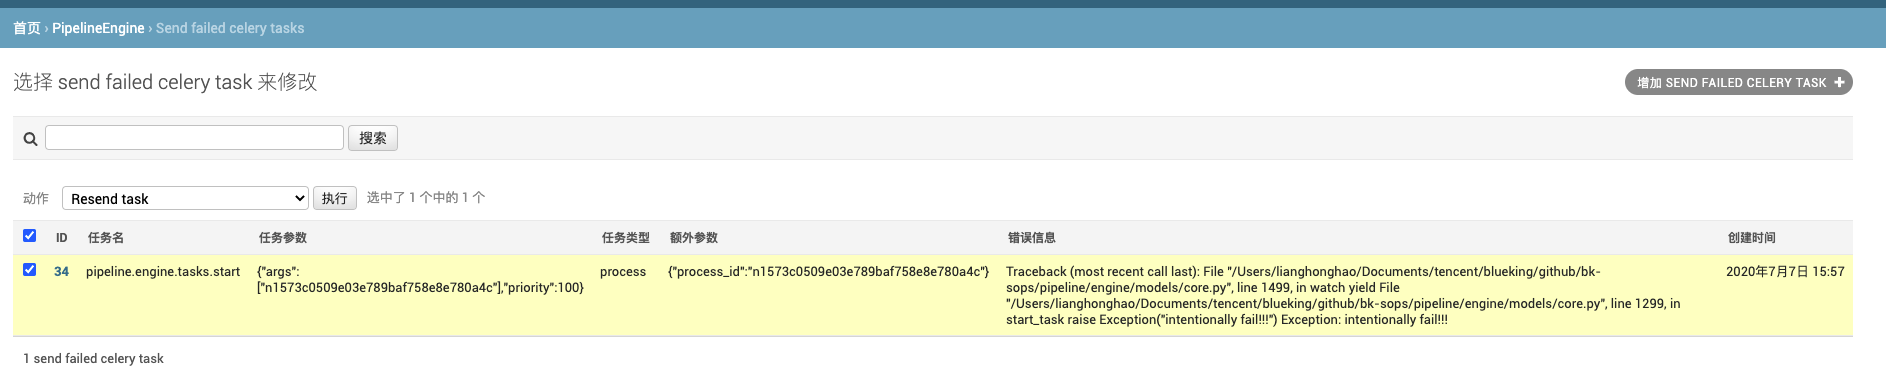 首页 › PipelineEngine › Send failed celery tasks
选择 send failed celery task 来修改
增加 SEND FAILED CELERY TASK +
搜索
动作 Resend task 执行 选中了 1 个中的 1 个
ID 任务名 任务参数 任务类型 额外参数 错误信息 创建时间
34 pipeline.engine.tasks.start {"args": process {"process_id":"n1573c0509e03e789baf758e8e780a4c"} Traceback (most recent call last): File "/Users/lianghonghao/Documents/tencent/blueking/github/bk- 2020年7月7日 15:57
["n1573c0509e03e789baf758e8e780a4c"],"priority":100} sops/pipeline/engine/models/core.py", line 1499, in watch yield File
"/Users/lianghonghao/Documents/tencent/blueking/github/bk-sops/pipeline/engine/models/core.py", line 1299, in
start_task raise Exception("intentionally fail!!!") Exception: intentionally fail!!!
1 send failed celery task